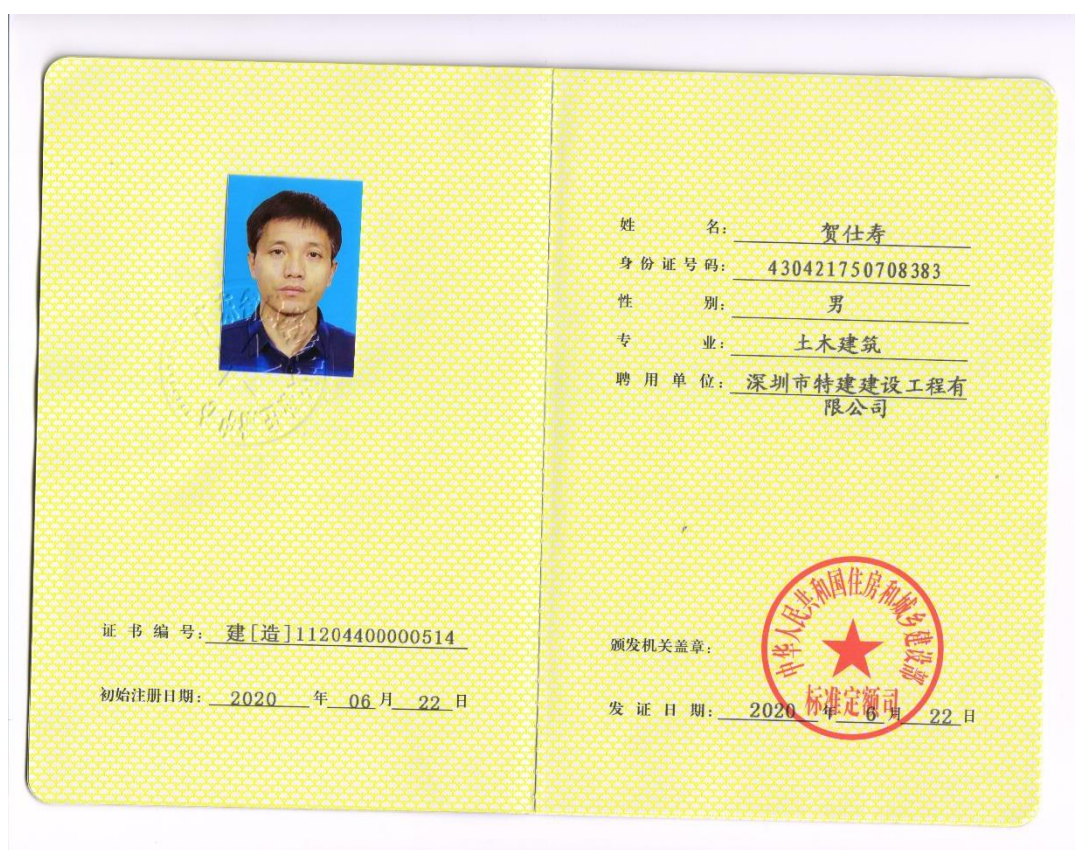 证书编号：建[造]11204400000514
初始注册日期：2020年06月22日
姓名：贺仕寿
身份证号码：430421750708383
性别：男
专业：土木建筑
聘用单位：深圳市特建建设工程有
限公司
中华人民共和国住房和城乡建设部
标准定额司
颁发机关盖章：
发证日期：2020年6月22日